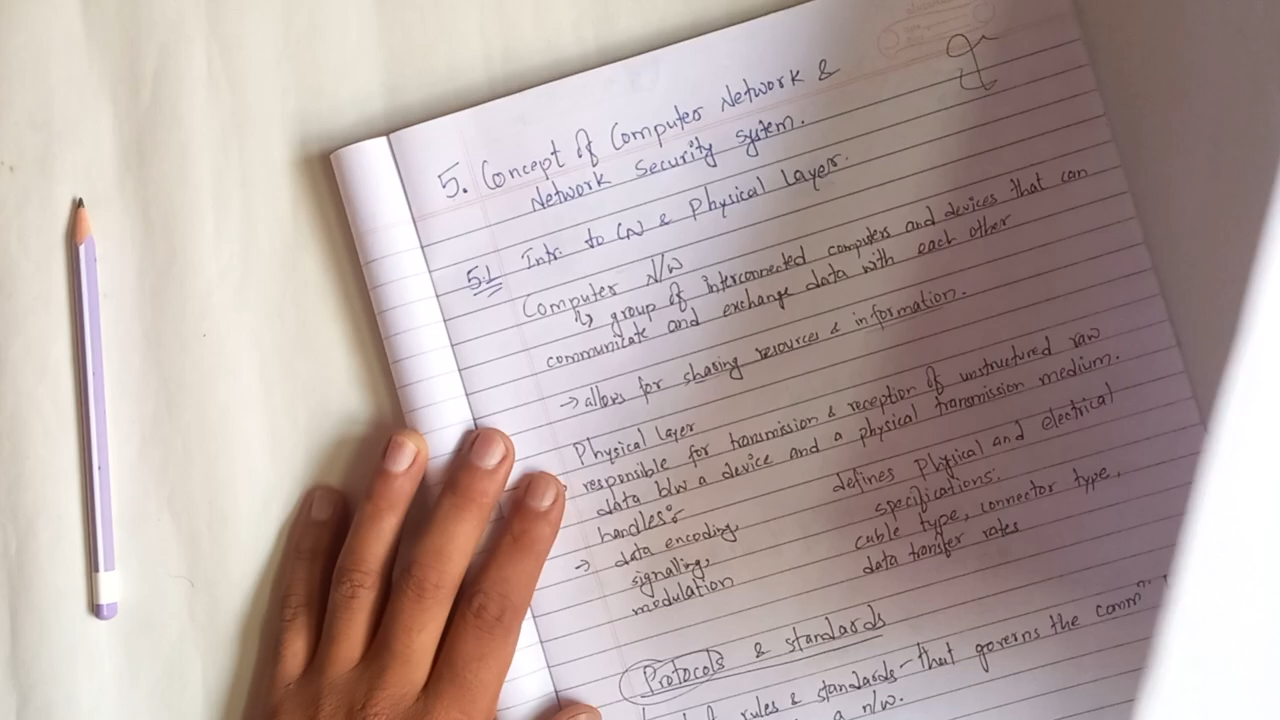 5. Concept of Computer Network &
Network Security system.
5.1 Intr. to CN & Physical Layer.
Computer N/W
↳ group of interconnected computers and devices that can
communicate and exchange data with each other
→ allows for sharing resources & information.
Physical Layer
responsible for transmission & reception of unstructured raw
data b/w a device and a physical transmission medium.
handles:
→ data encoding,
signalling,
modulation
defines physical and electrical
specifications:
cable type, connector type,
data transfer rates
Protocols & standards
of rules & standards - that governs the comm
a n/w.